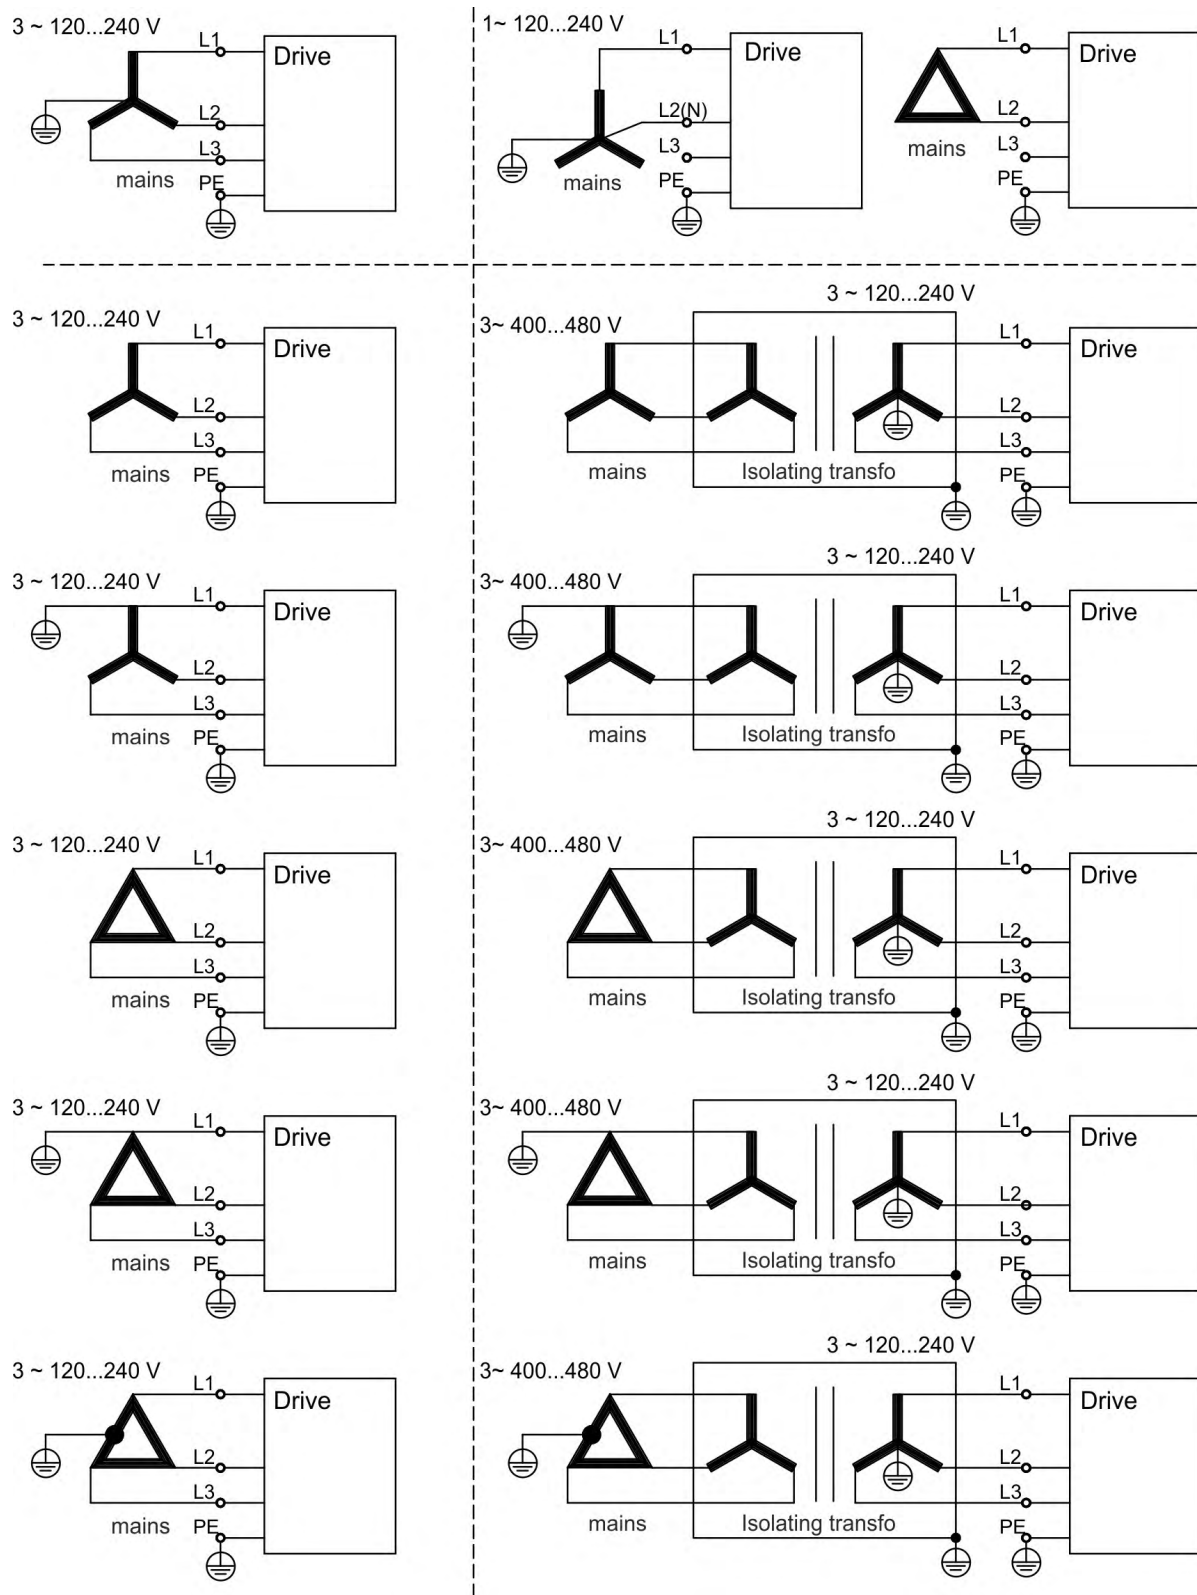 3 ~ 120...240 V
L1
Drive
L2
L3
mains
PE
1~ 120...240 V
L1
Drive
L2(N)
L3
mains
PE
L1
Drive
L2
mains
L3
PE
3 ~ 120...240 V
L1
Drive
L2
L3
mains
PE
3 ~ 120...240 V
3~ 400...480 V
L1
Drive
L2
L3
mains
Isolating transfo
PE
3 ~ 120...240 V
L1
Drive
L2
L3
mains
PE
3 ~ 120...240 V
3~ 400...480 V
L1
Drive
L2
L3
mains
Isolating transfo
PE
3 ~ 120...240 V
L1
Drive
L2
L3
mains
PE
3 ~ 120...240 V
3~ 400...480 V
L1
Drive
L2
L3
mains
Isolating transfo
PE
3 ~ 120...240 V
L1
Drive
L2
L3
mains
PE
3 ~ 120...240 V
3~ 400...480 V
L1
Drive
L2
L3
mains
Isolating transfo
PE
3 ~ 120...240 V
L1
Drive
L2
L3
mains
PE
3 ~ 120...240 V
3~ 400...480 V
L1
Drive
L2
L3
mains
Isolating transfo
PE